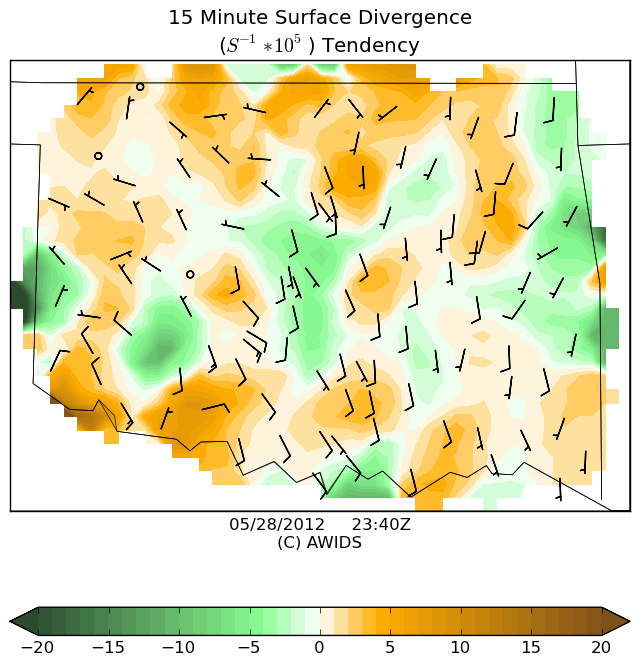 15 Minute Surface Divergence
(S⁻¹ * 10⁵ ) Tendency
05/28/2012 23:40Z
(C) AWIDS
−20 −15 −10 −5 0 5 10 15 20